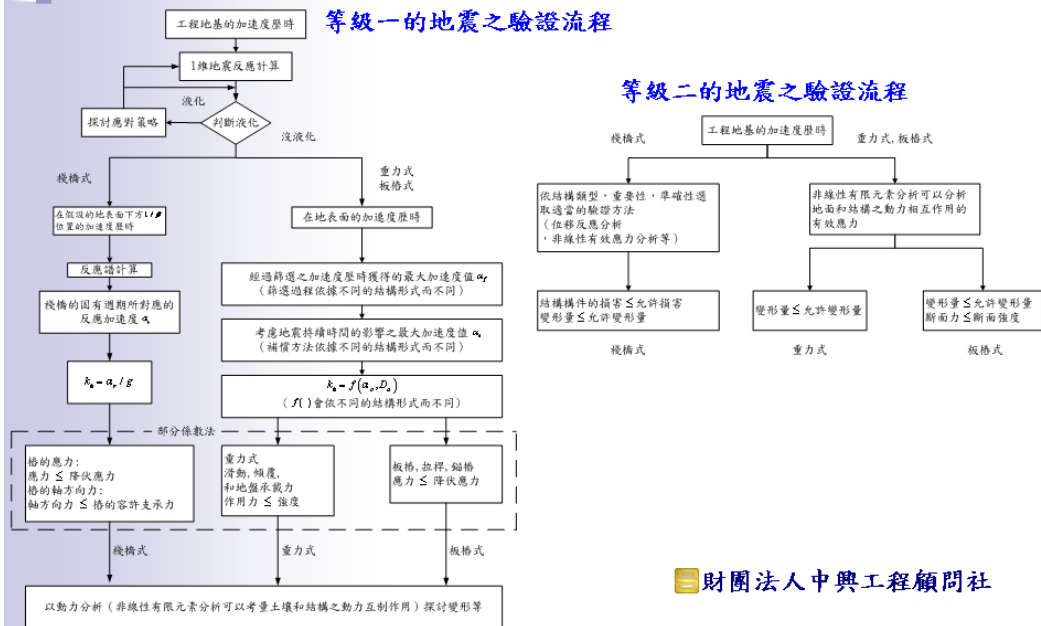 等級一的地震之驗證流程
工程地基的加速度歷時
1維地震反應計算
液化
探討應對策略
判斷液化
沒液化
棧橋式
重力式
板樁式
在假設的地表面下方1/β
位置的加速度歷時
反應譜計算
棧橋的固有週期所對應的
反應加速度 αr
kh = αr / g
在地表面的加速度歷時
經過篩選之加速度歷時獲得的最大加速度值 αf
(篩選過程依據不同的結構形式而不同)
考慮地震持續時間的影響之最大加速度值 αc
(補償方法依據不同的結構形式而不同)
kh = f(αc, Da)
( f( )會依不同的結構形式而不同)
部分係數法
樁的應力:
應力 ≤ 降伏應力
樁的軸方向力:
軸方向力 ≤ 樁的容許支承力
重力式
滑動, 傾覆,
和地盤承載力
作用力 ≤ 強度
板樁, 拉桿, 錨樁
應力 ≤ 降伏應力
棧橋式
重力式
板樁式
以動力分析 (非線性有限元素分析可以考量土壤和結構之動力互制作用) 探討變形等
等級二的地震之驗證流程
工程地基的加速度歷時
棧橋式
重力式, 板樁式
依結構類型, 重要性, 準確性選
取適當的驗證方法
(位移反應分析
, 非線性有效應力分析等)
非線性有限元素分析可以分析
地面和結構之動力相互作用的
有效應力
結構構件的損害 ≤ 允許損害
變形量 ≤ 允許變形量
變形量 ≤ 允許變形量
變形量 ≤ 允許變形量
斷面力 ≤ 斷面強度
棧橋式
重力式
板樁式
財團法人中興工程顧問社